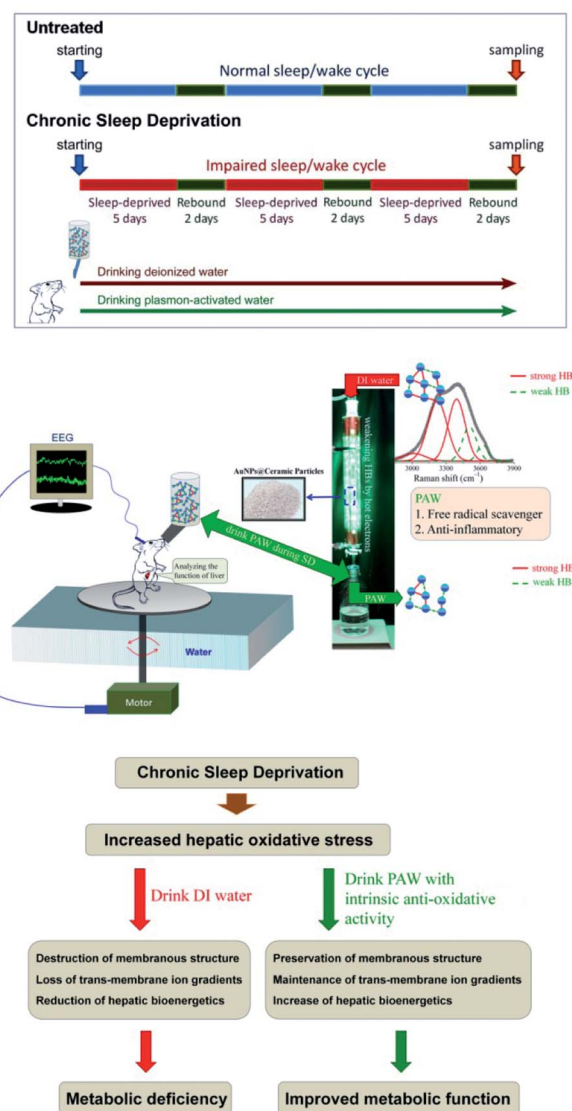 Untreated
starting
sampling
Normal sleep/wake cycle
Chronic Sleep Deprivation
starting
sampling
Impaired sleep/wake cycle
Sleep-deprived
5 days
Rebound
2 days
Sleep-deprived
5 days
Rebound
2 days
Sleep-deprived
5 days
Rebound
2 days
Drinking deionized water
Drinking plasmon-activated water
DI water
strong HB
weak HB
3000 3300 3600 3900
Raman shift (cm⁻¹)
EEG
AuNPs@Ceramic Particles
weakening HBs by hot electrons
PAW
1. Free radical scavenger
2. Anti-inflammatory
drink PAW during SD
Analyzing the
function of liver
strong HB
weak HB
PAW
Water
Motor
Chronic Sleep Deprivation
Increased hepatic oxidative stress
Drink DI water
Drink PAW with
intrinsic anti-oxidative
activity
Destruction of membranous structure
Loss of trans-membrane ion gradients
Reduction of hepatic bioenergetics
Preservation of membranous structure
Maintenance of trans-membrane ion gradients
Increase of hepatic bioenergetics
Metabolic deficiency
Improved metabolic function